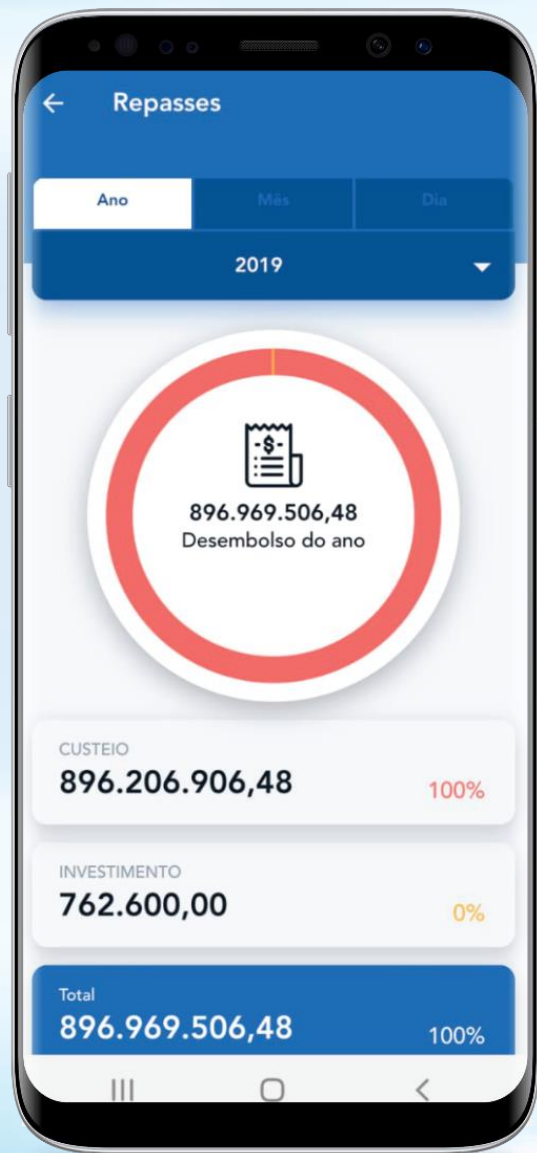 Repasses
Ano Mês Dia
2019
-$-
896.969.506,48
Desembolso do ano
CUSTEIO
896.206.906,48 100%
INVESTIMENTO
762.600,00 0%
Total
896.969.506,48 100%